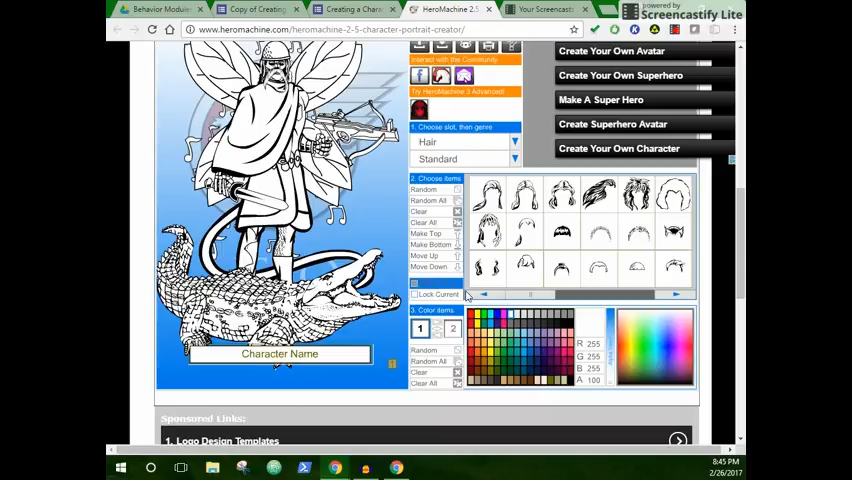 Behavior Module
Copy of Creating
Creating a Chara
HeroMachine 2.5
Your Screencasts
powered by
Screencastify Lite
www.heromachine.com/heromachine-2-5-character-portrait-creator/
Interact with the Community
Try HeroMachine 3 Advanced!
1. Choose slot, then genre
Hair
Standard
Create Your Own Avatar
Create Your Own Superhero
Make A Super Hero
Create Superhero Avatar
Create Your Own Character
2. Choose items
Random
Random All
Clear
Clear All
Make Top
Make Bottom
Move Up
Move Down
Lock Current
3. Color items
1 2
Random
Random All
Clear
Clear All
R 255
G 255
B 255
A 100
Character Name
Sponsored Links:
1. Logo Design Templates
8:45 PM
2/26/2017